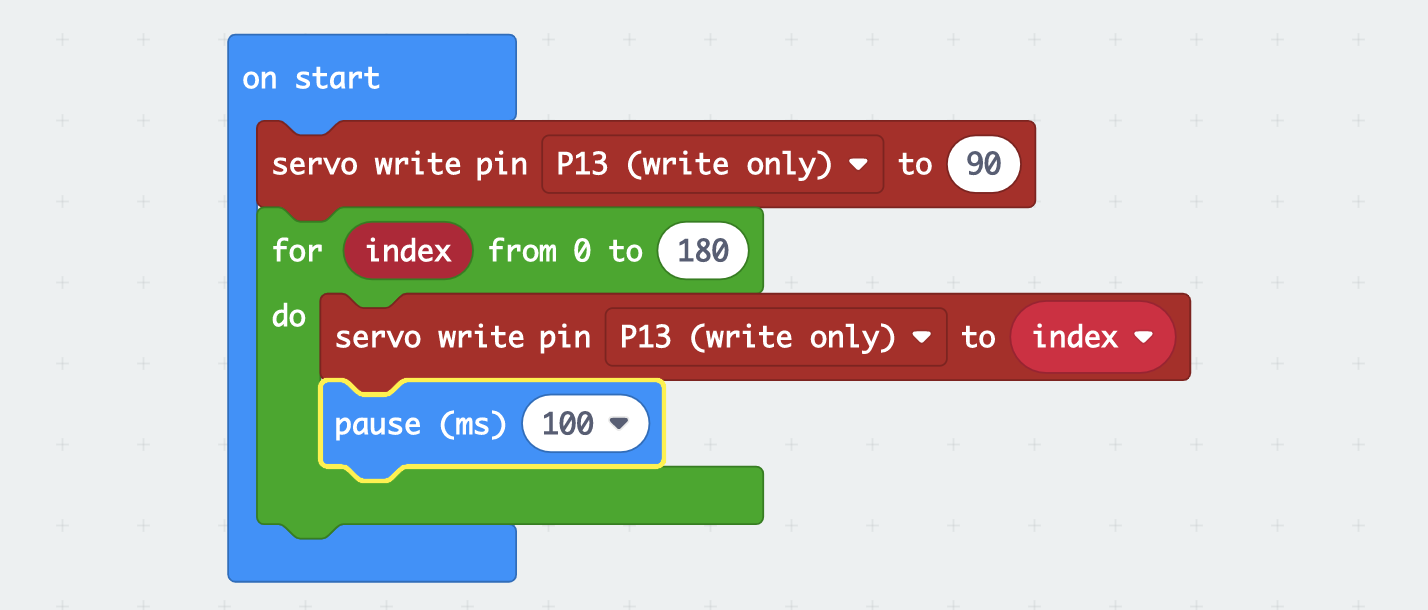 on start
servo write pin P13 (write only) to 90
for index from 0 to 180
do
servo write pin P13 (write only) to index
pause (ms) 100